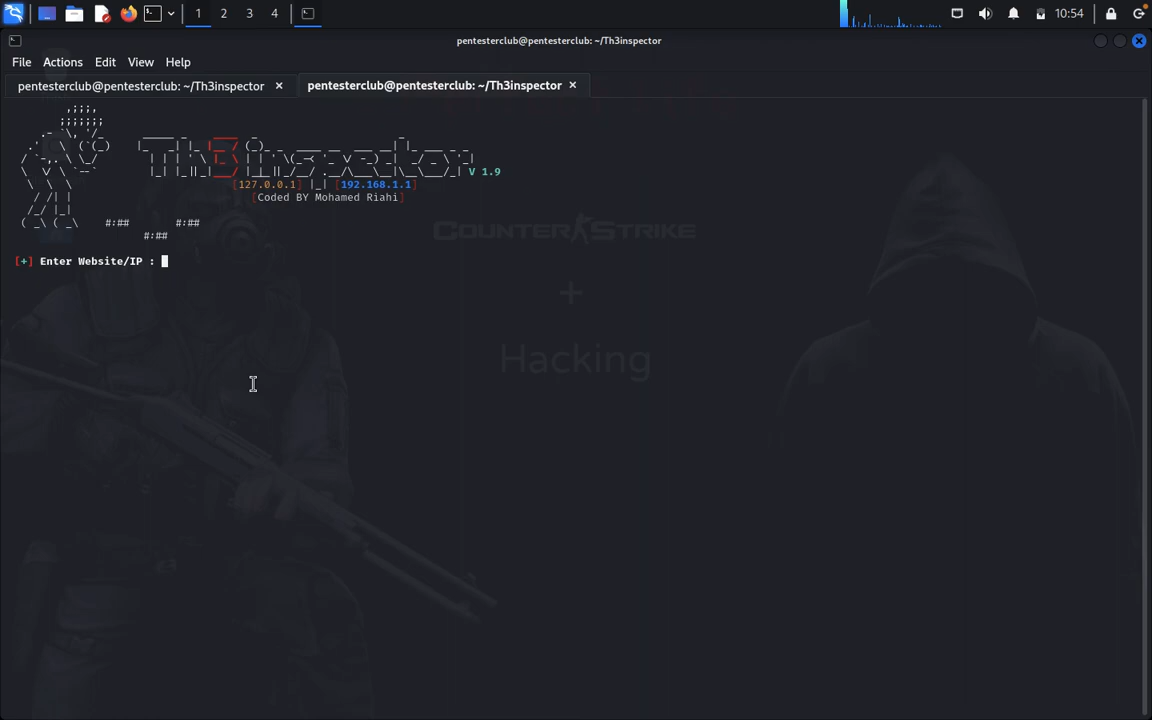 1 2 3 4
10:54
pentesterclub@pentesterclub: ~/Th3inspector
File Actions Edit View Help
pentesterclub@pentesterclub: ~/Th3inspector × pentesterclub@pentesterclub: ~/Th3inspector ×
Th3inspector V 1.9
[127.0.0.1] |_| [192.168.1.1]
[Coded BY Mohamed Riahi]
#:## #:##
#:##
[+] Enter Website/IP :
COUNTER STRIKE
+
Hacking